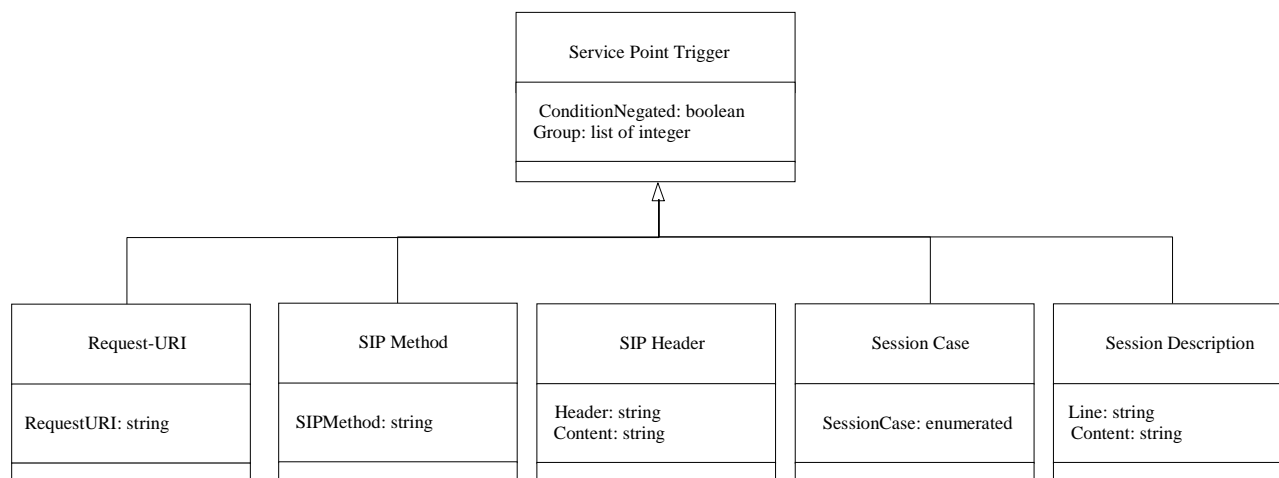 Service Point Trigger
ConditionNegated: boolean
Group: list of integer
Request-URI
RequestURI: string
SIP Method
SIPMethod: string
SIP Header
Header: string
Content: string
Session Case
SessionCase: enumerated
Session Description
Line: string
Content: string